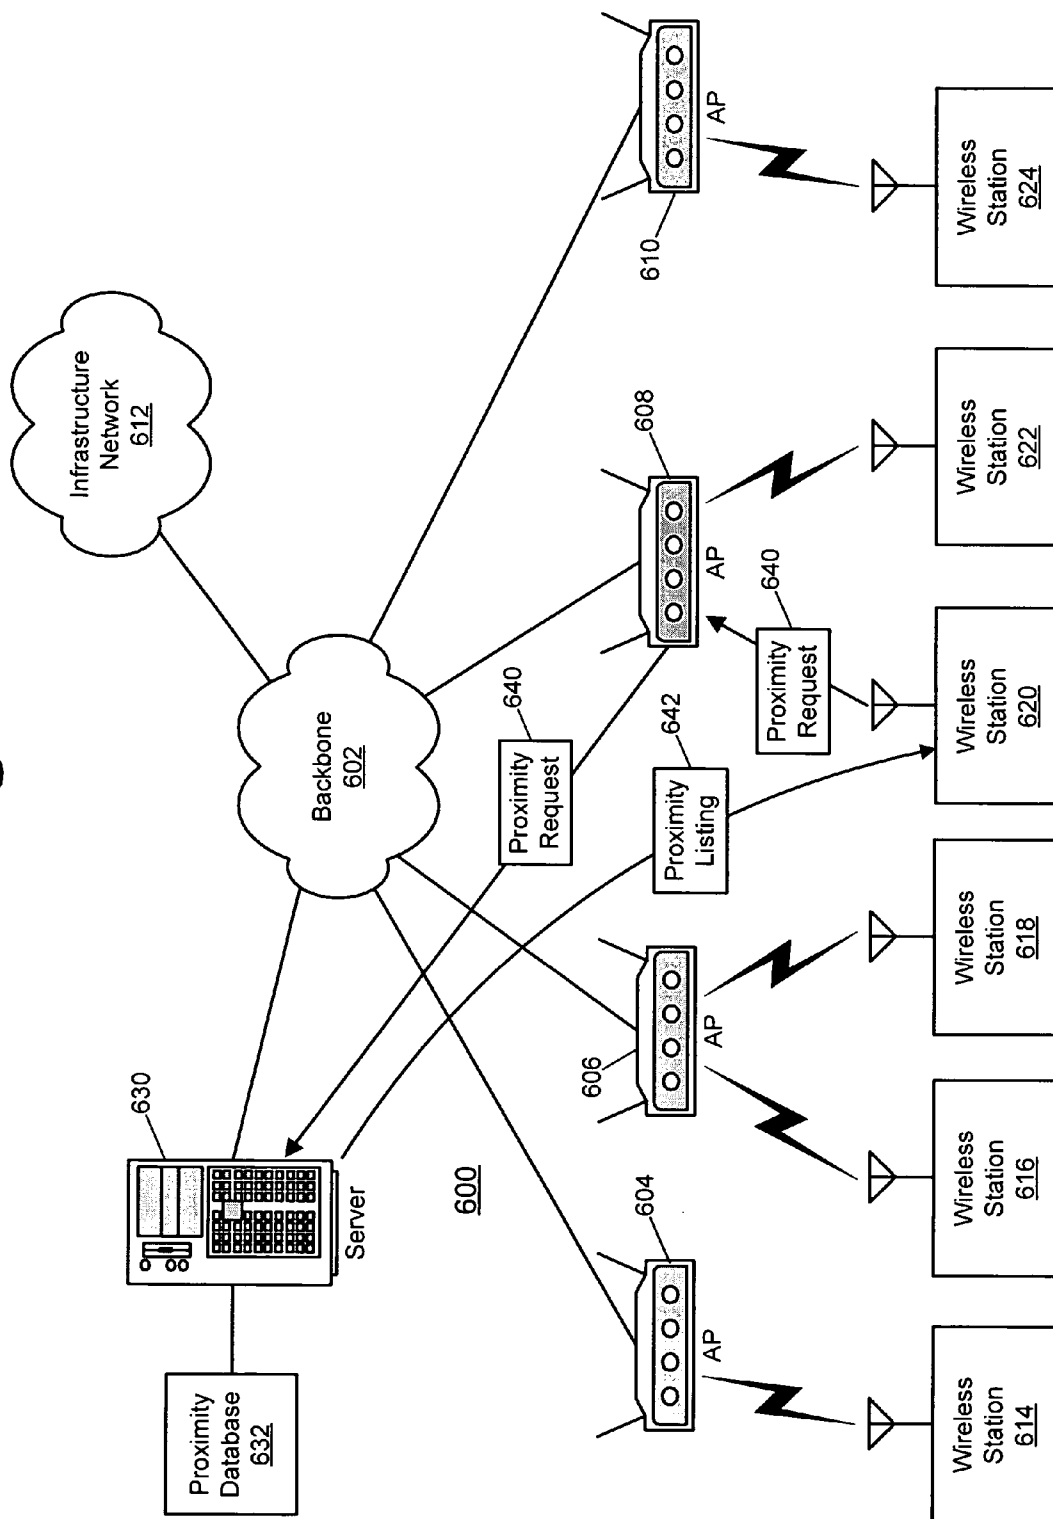 Infrastructure
Network
612
Backbone
602
630
Server
Proximity
Database
632
600
Proximity
Request
640
Proximity
Listing
642
Proximity
Request
640
604
AP
606
AP
608
AP
610
AP
Wireless
Station
614
Wireless
Station
616
Wireless
Station
618
Wireless
Station
620
Wireless
Station
622
Wireless
Station
624